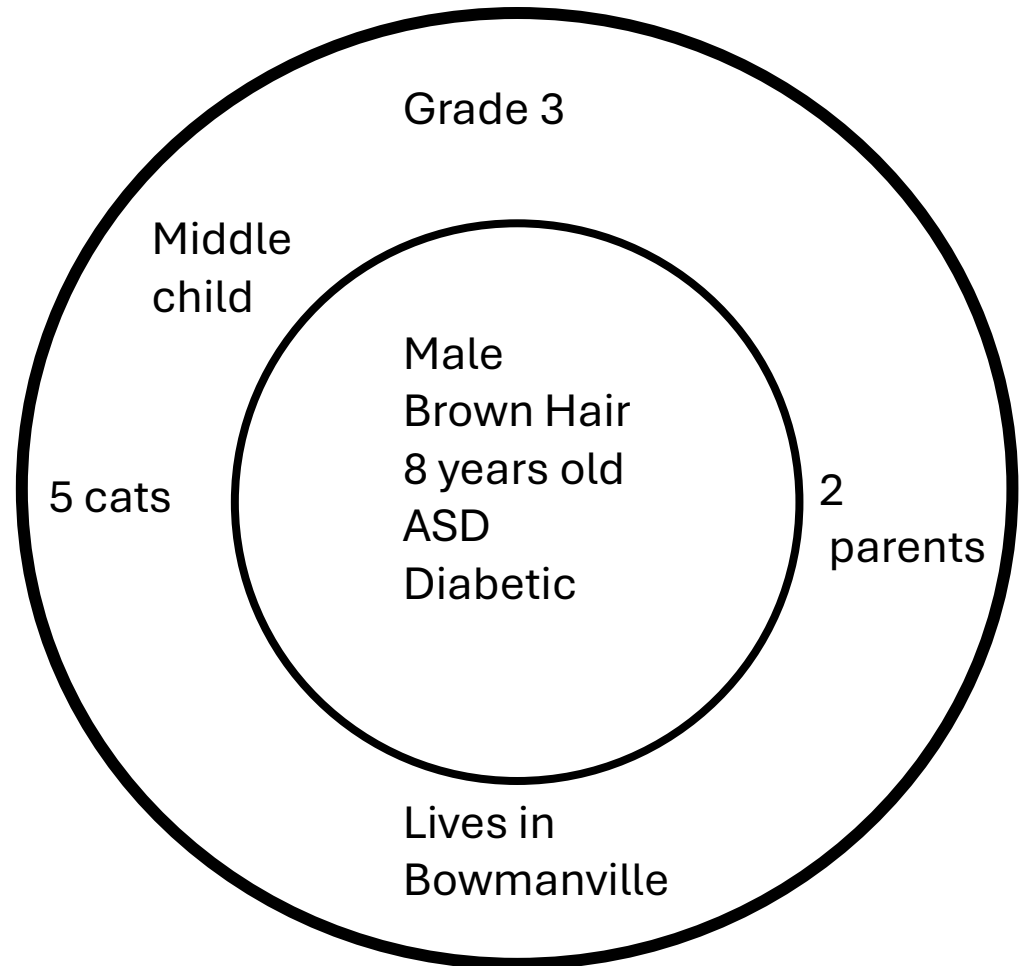 Grade 3
Middle
child
Male
Brown Hair
8 years old
ASD
Diabetic
5 cats
2
parents
Lives in
Bowmanville